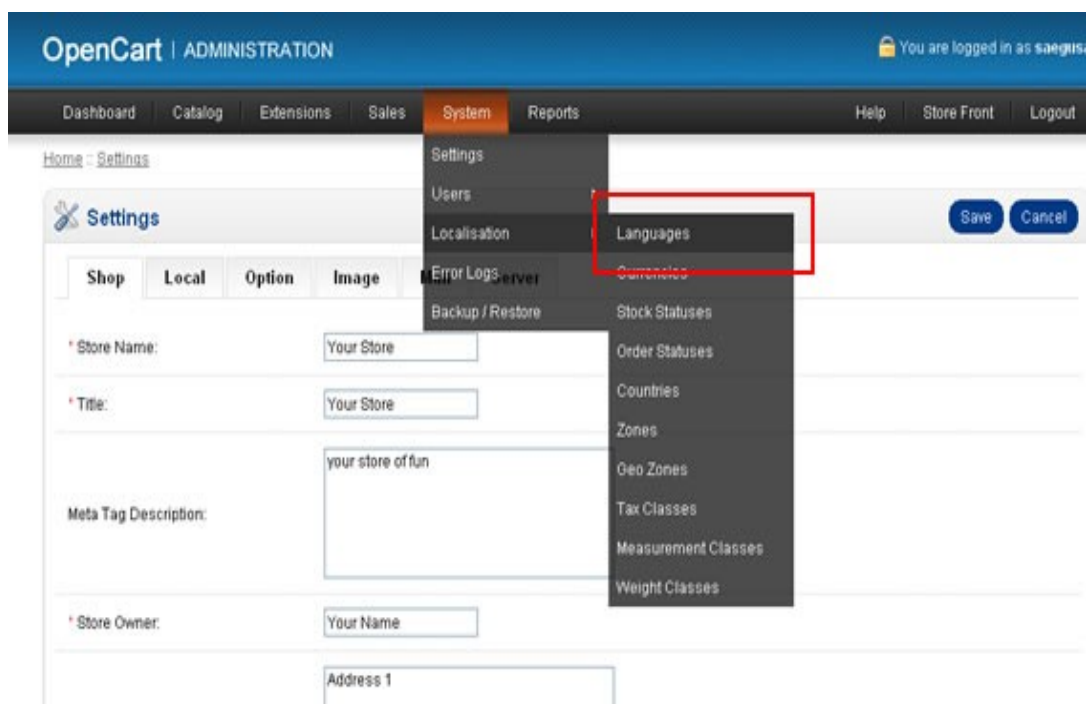 OpenCart | ADMINISTRATION
You are logged in as saegusa
Dashboard Catalog Extensions Sales System Reports Help Store Front Logout
Home :: Settings
Settings
Save Cancel
Shop Local Option Image Mail Server
Settings
Users
Localisation
Error Logs
Backup / Restore
Languages
Currencies
Stock Statuses
Order Statuses
Countries
Zones
Geo Zones
Tax Classes
Measurement Classes
Weight Classes
* Store Name: Your Store
* Title: Your Store
Meta Tag Description: your store of fun
* Store Owner: Your Name
Address 1